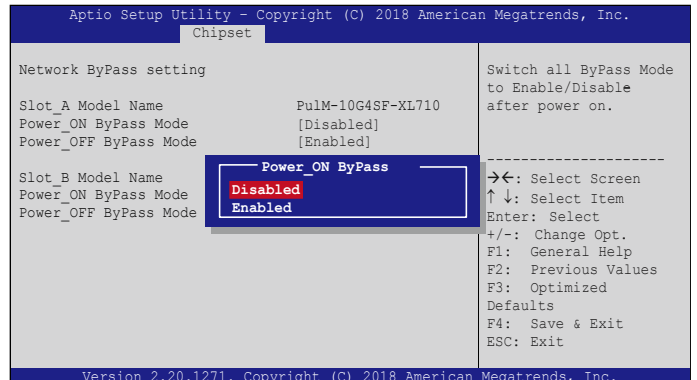 Aptio Setup Utility – Copyright (C) 2018 American Megatrends, Inc.
Chipset
Network ByPass setting
Slot_A Model Name PulM-10G4SF-XL710
Power_ON ByPass Mode [Disabled]
Power_OFF ByPass Mode [Enabled]
Slot_B Model Name
Power_ON ByPass Mode
Power_OFF ByPass Mode
Power_ON ByPass
Disabled
Enabled
Switch all ByPass Mode
to Enable/Disable
after power on.
---------------------
→←: Select Screen
↑ ↓: Select Item
Enter: Select
+/-: Change Opt.
F1: General Help
F2: Previous Values
F3: Optimized
Defaults
F4: Save & Exit
ESC: Exit
Version 2.20.1271. Copyright (C) 2018 American Megatrends, Inc.